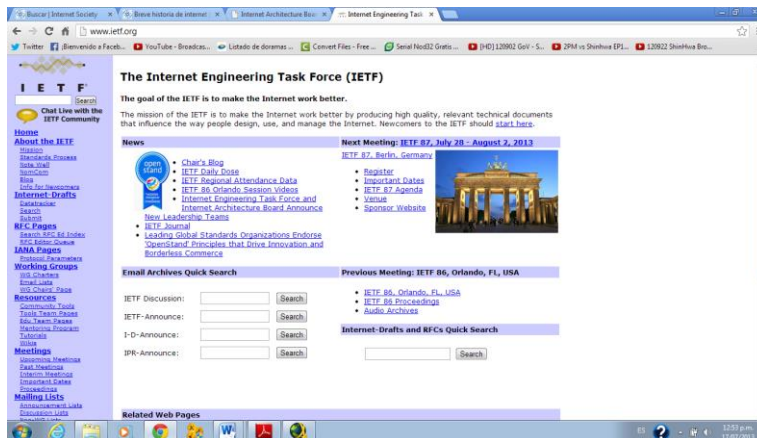 Buscar | Internet Society
Breve historia de internet
Internet Architecture Boar
Internet Engineering Task
www.ietf.org
Twitter
¡Bienvenido a Faceb...
YouTube - Broadcas...
Listado de doramas ...
Convert Files - Free ...
Serial Nod32 Gratis ...
[HD] 120902 GoV - S...
2PM vs Shinhwa EP1...
120922 ShinHwa Bro...
I E T F
Search
Chat Live with the
IETF Community
Home
About the IETF
Mission
Standards Process
Note Well
NomCom
Blog
Info for Newcomers
Internet-Drafts
Datatracker
Search
Submit
RFC Pages
Search RFC Ed Index
RFC Editor Queue
IANA Pages
Protocol Parameters
Working Groups
WG Charters
Email Lists
WG Chairs' Page
Resources
Community Tools
Tools Team Pages
Edu Team Pages
Mentoring Program
Tutorials
Wikis
Meetings
Upcoming Meetings
Past Meetings
Interim Meetings
Important Dates
Proceedings
Mailing Lists
Announcement Lists
Discussion Lists
The Internet Engineering Task Force (IETF)
The goal of the IETF is to make the Internet work better.
The mission of the IETF is to make the Internet work better by producing high quality, relevant technical documents
that influence the way people design, use, and manage the Internet. Newcomers to the IETF should start here.
News
open
stand
Chair's Blog
IETF Daily Dose
IETF Regional Attendance Data
IETF 86 Orlando Session Videos
Internet Engineering Task Force and
Internet Architecture Board Announce
New Leadership Teams
IETF Journal
Leading Global Standards Organizations Endorse
'OpenStand' Principles that Drive Innovation and
Borderless Commerce
Next Meeting: IETF 87, July 28 - August 2, 2013
IETF 87, Berlin, Germany
Register
Important Dates
IETF 87 Agenda
Venue
Sponsor Website
Email Archives Quick Search
IETF Discussion: Search
IETF-Announce: Search
I-D-Announce: Search
IPR-Announce: Search
Previous Meeting: IETF 86, Orlando, FL, USA
IETF 86, Orlando, FL, USA
IETF 86 Proceedings
Audio Archives
Internet-Drafts and RFCs Quick Search
Search
Related Web Pages
ES
12:53 p.m.
17/07/2013